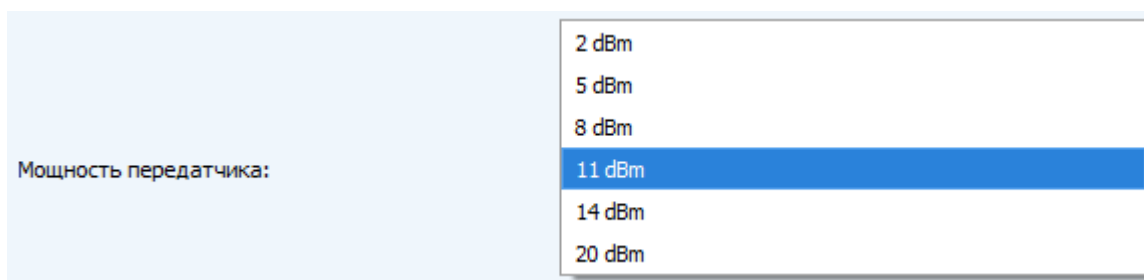 Мощность передатчика:
2 dBm
5 dBm
8 dBm
11 dBm
14 dBm
20 dBm